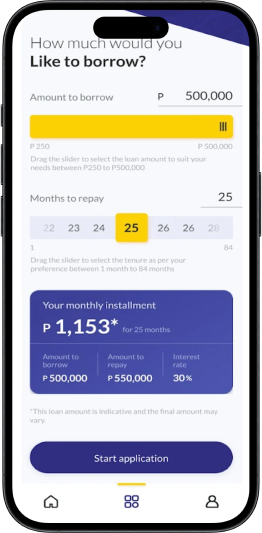 How much would you
Like to borrow?
Amount to borrow P 500,000
P 250 P 500,000
Drag the slider to select the loan amount to suit your
needs between P250 to P500,000
Months to repay 25
22 23 24 25 26 26 28
1 84
Drag the slider to select the tenure as per your
preference between 1 month to 84 months
Your monthly installment
P 1,153* for 25 months
Amount to Amount to Interest
borrow repay rate
P 500,000 P 550,000 30%
*This loan amount is indicative and the final amount may
vary.
Start application